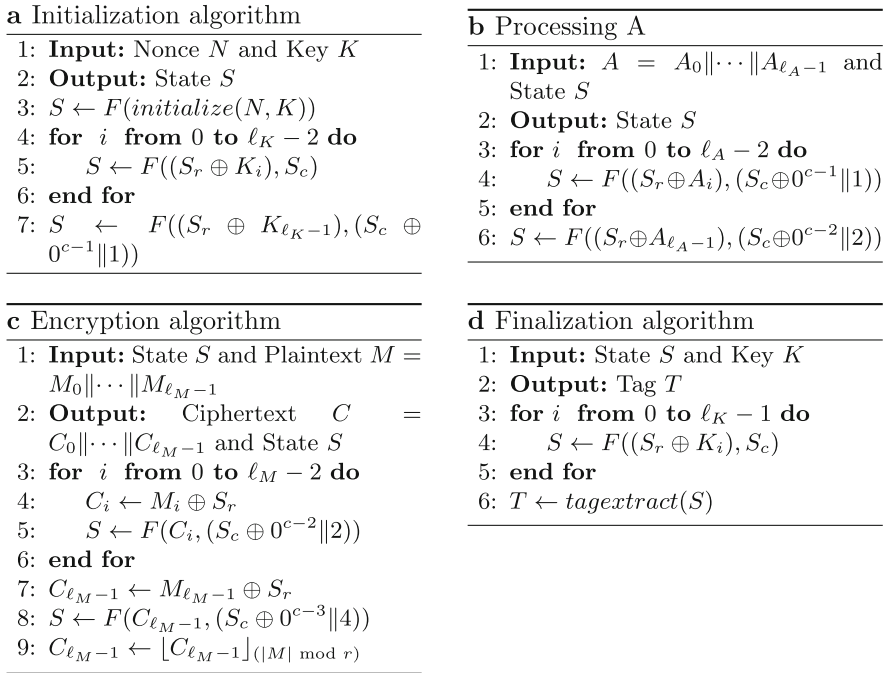 a Initialization algorithm
1: Input: Nonce N and Key K
2: Output: State S
3: S ← F(initialize(N, K))
4: for i from 0 to ℓ_K − 2 do
5: S ← F((S_r ⊕ K_i), S_c)
6: end for
7: S ← F((S_r ⊕ K_{ℓ_K−1}), (S_c ⊕
0^{c−1}‖1))
b Processing A
1: Input: A = A_0‖···‖A_{ℓ_A−1} and
State S
2: Output: State S
3: for i from 0 to ℓ_A − 2 do
4: S ← F((S_r⊕A_i), (S_c⊕0^{c−1}‖1))
5: end for
6: S ← F((S_r⊕A_{ℓ_A−1}), (S_c⊕0^{c−2}‖2))
c Encryption algorithm
1: Input: State S and Plaintext M =
M_0‖···‖M_{ℓ_M−1}
2: Output: Ciphertext C =
C_0‖···‖C_{ℓ_M−1} and State S
3: for i from 0 to ℓ_M − 2 do
4: C_i ← M_i ⊕ S_r
5: S ← F(C_i, (S_c ⊕ 0^{c−2}‖2))
6: end for
7: C_{ℓ_M−1} ← M_{ℓ_M−1} ⊕ S_r
8: S ← F(C_{ℓ_M−1}, (S_c ⊕ 0^{c−3}‖4))
9: C_{ℓ_M−1} ← ⌊C_{ℓ_M−1}⌋_{(|M| mod r)}
d Finalization algorithm
1: Input: State S and Key K
2: Output: Tag T
3: for i from 0 to ℓ_K − 1 do
4: S ← F((S_r ⊕ K_i), S_c)
5: end for
6: T ← tagextract(S)